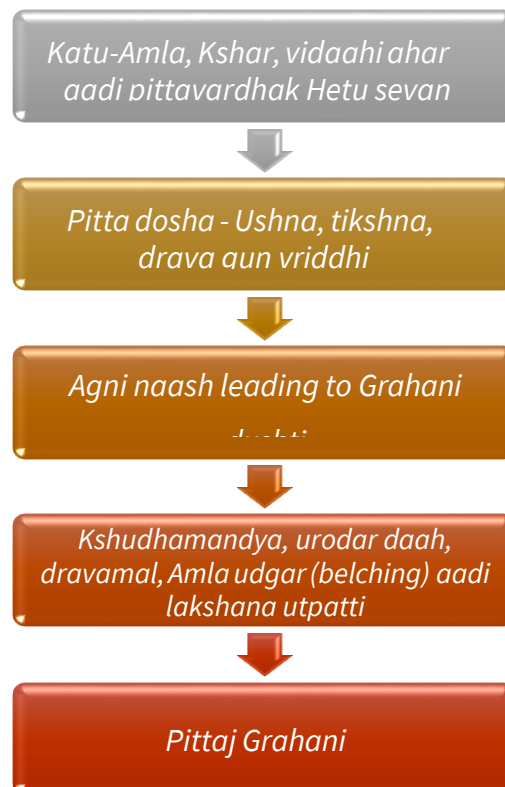 Katu-Amla, Kshar, vidaahi ahar
aadi pittavardhak Hetu sevan
Pitta dosha - Ushna, tikshna,
drava gun vriddhi
Agni naash leading to Grahani
dushti
Kshudhamandya, urodar daah,
dravamal, Amla udgar (belching) aadi
lakshana utpatti
Pittaj Grahani